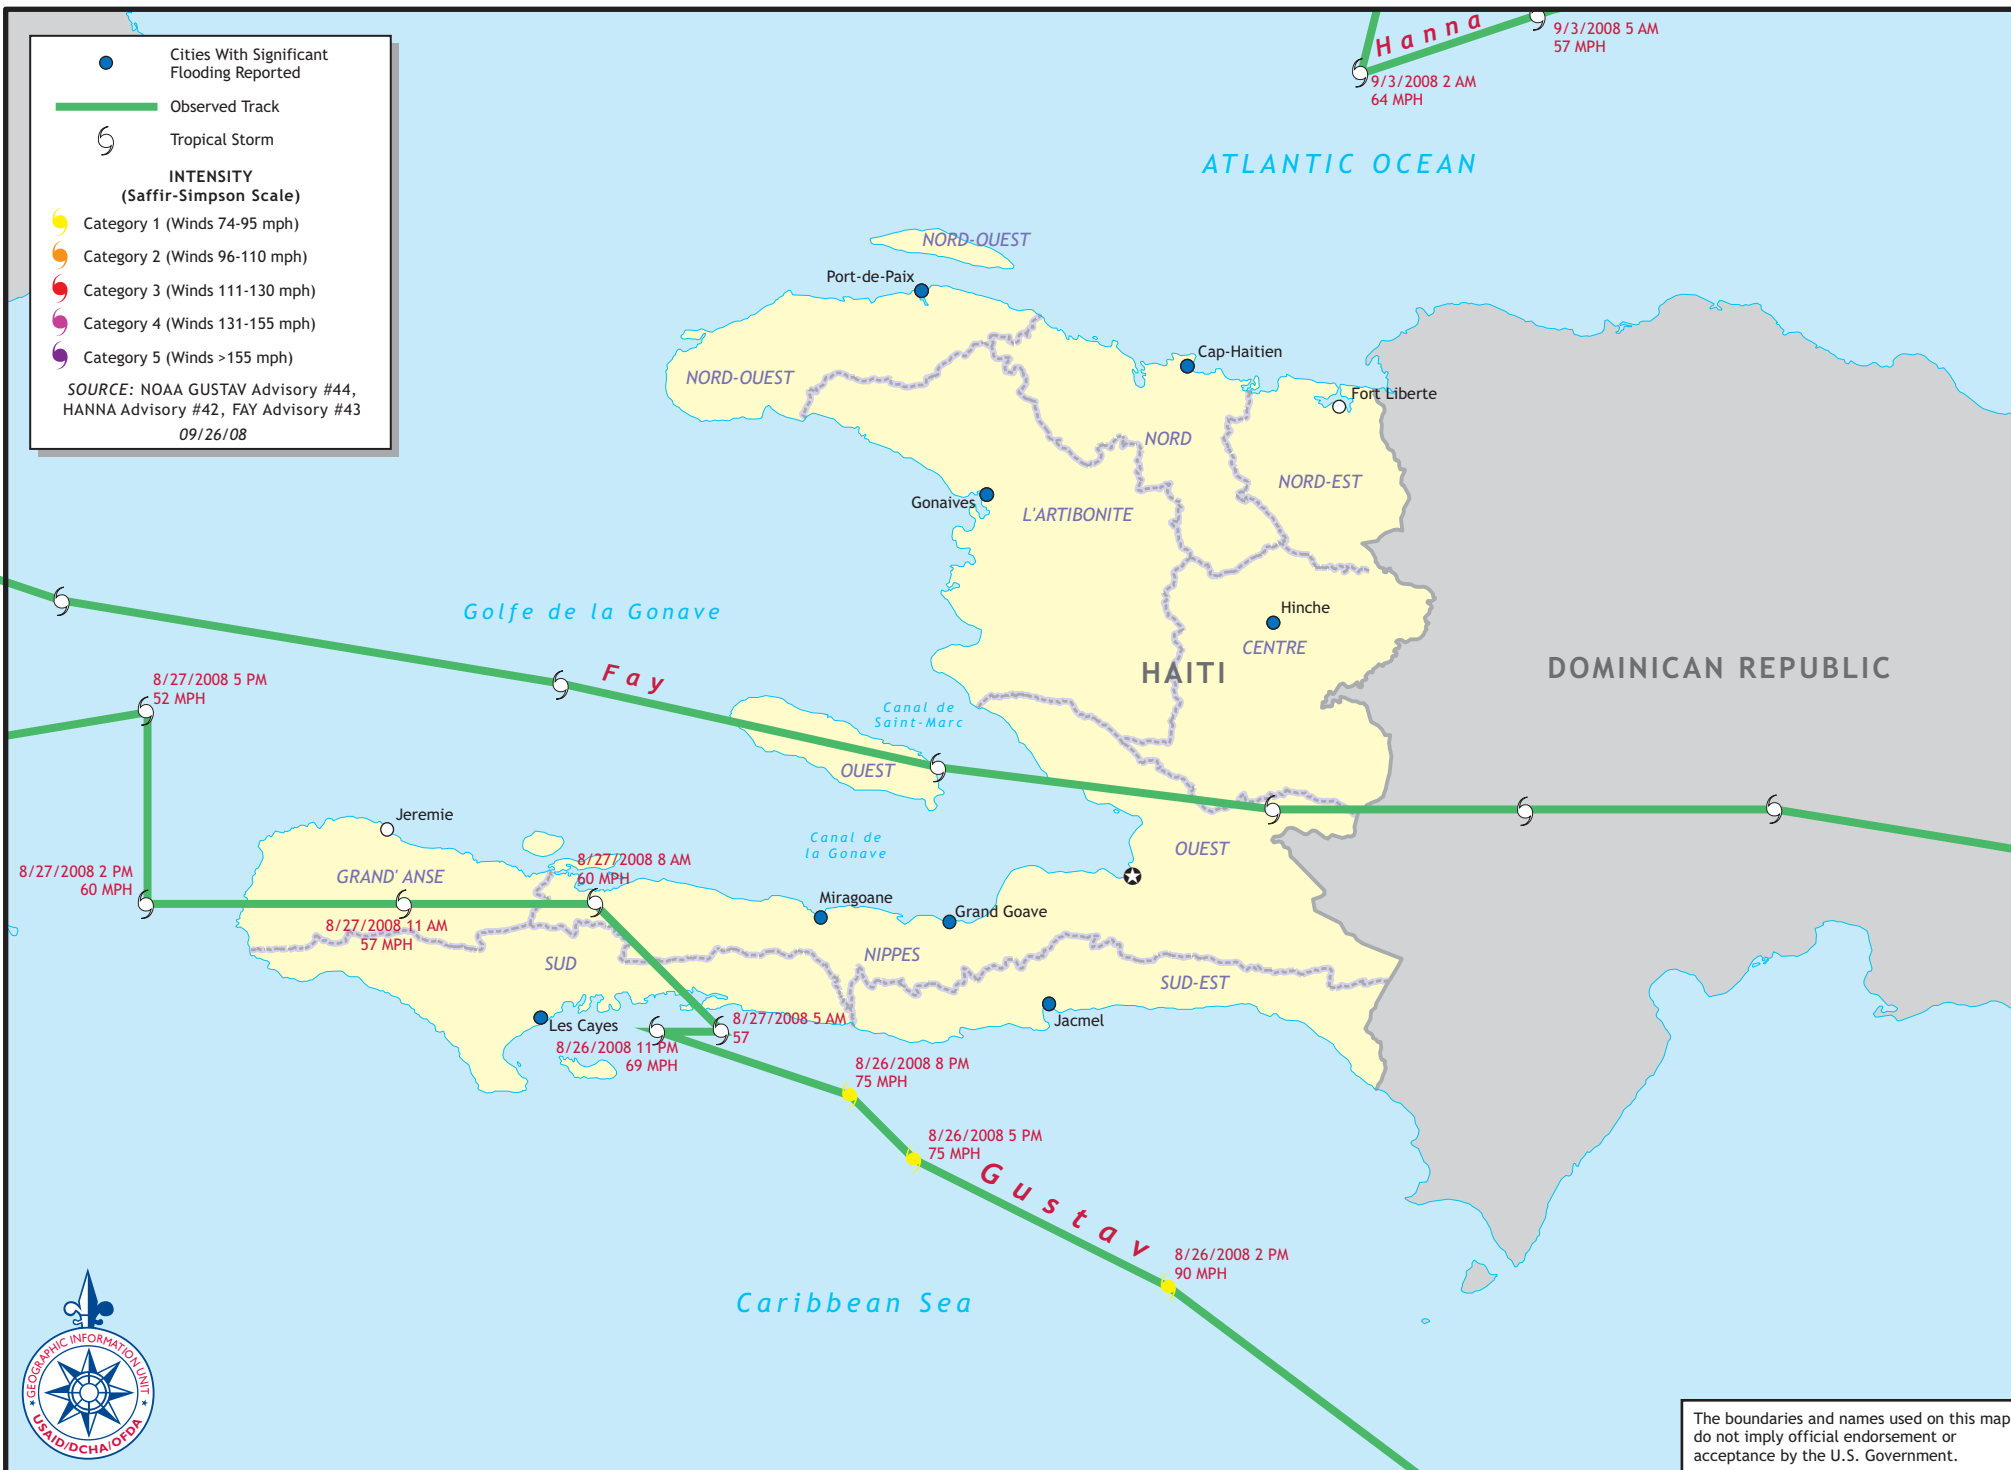 Cities With Significant
Flooding Reported
Observed Track
Tropical Storm
INTENSITY
(Saffir-Simpson Scale)
Category 1 (Winds 74-95 mph)
Category 2 (Winds 96-110 mph)
Category 3 (Winds 111-130 mph)
Category 4 (Winds 131-155 mph)
Category 5 (Winds >155 mph)
SOURCE: NOAA GUSTAV Advisory #44,
HANNA Advisory #42, FAY Advisory #43
09/26/08
Hanna
9/3/2008 5 AM
57 MPH
9/3/2008 2 AM
64 MPH
ATLANTIC OCEAN
NORD-OUEST
Port-de-Paix
Cap-Haitien
NORD-OUEST
Fort Liberte
NORD
NORD-EST
Gonaives
L'ARTIBONITE
Golfe de la Gonave
Hinche
CENTRE
HAITI
DOMINICAN REPUBLIC
Fay
8/27/2008 5 PM
52 MPH
Canal de
Saint-Marc
OUEST
Jeremie
Canal de
la Gonave
OUEST
8/27/2008 8 AM
60 MPH
8/27/2008 2 PM
60 MPH
GRAND' ANSE
Miragoane
Grand Goave
8/27/2008 11 AM
57 MPH
NIPPES
SUD
SUD-EST
Les Cayes
8/27/2008 5 AM
57
Jacmel
8/26/2008 11 PM
69 MPH
8/26/2008 8 PM
75 MPH
8/26/2008 5 PM
75 MPH
Gustav
8/26/2008 2 PM
90 MPH
Caribbean Sea
GEOGRAPHIC INFORMATION UNIT
USAID/DCHA/OFDA
The boundaries and names used on this map
do not imply official endorsement or
acceptance by the U.S. Government.